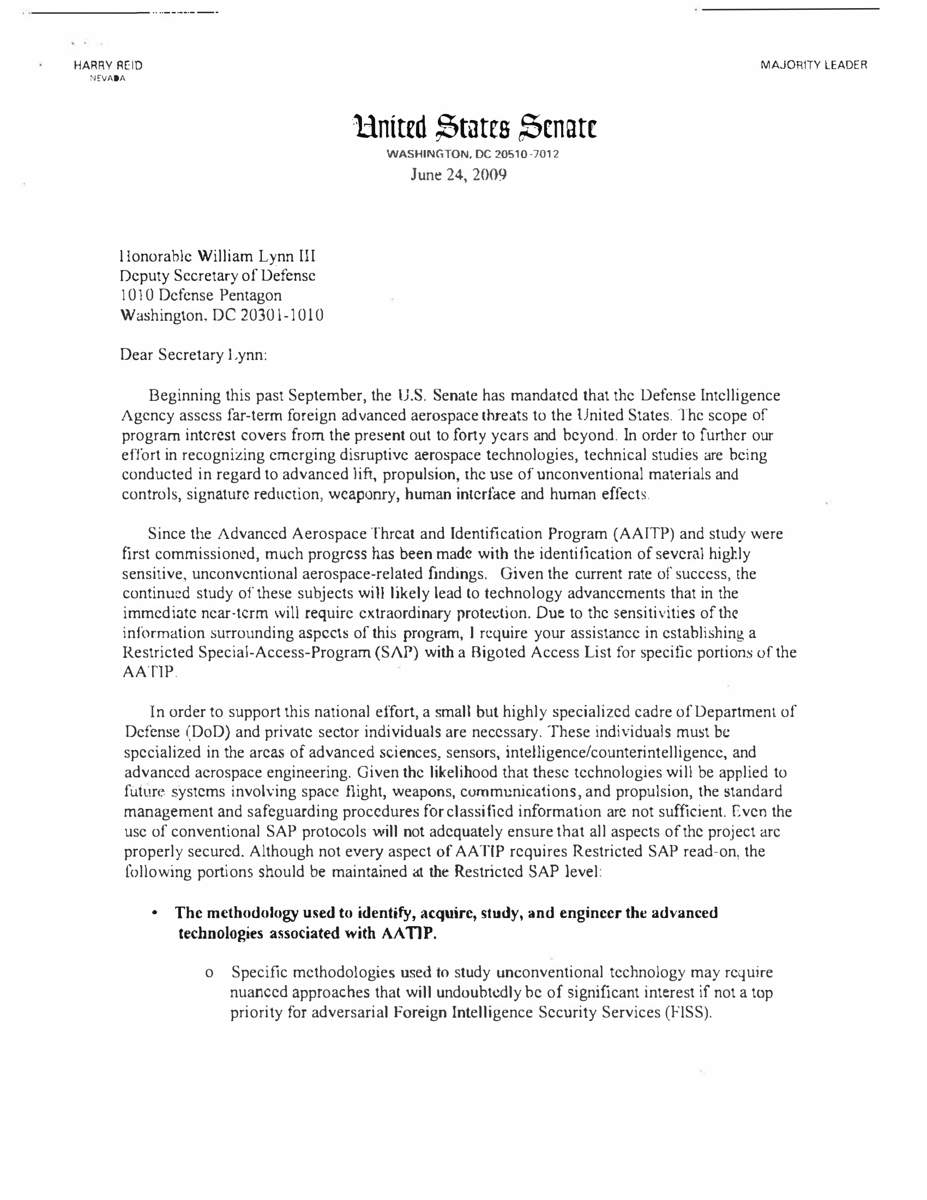 HARRY REID
NEVADA
MAJORITY LEADER
United States Senate
WASHINGTON, DC 20510-7012
June 24, 2009
Honorable William Lynn III
Deputy Secretary of Defense
1010 Defense Pentagon
Washington, DC 20301-1010
Dear Secretary Lynn:
Beginning this past September, the U.S. Senate has mandated that the Defense Intelligence
Agency assess far-term foreign advanced aerospace threats to the United States. The scope of
program interest covers from the present out to forty years and beyond. In order to further our
effort in recognizing emerging disruptive aerospace technologies, technical studies are being
conducted in regard to advanced lift, propulsion, the use of unconventional materials and
controls, signature reduction, weaponry, human interface and human effects.
Since the Advanced Aerospace Threat and Identification Program (AAITP) and study were
first commissioned, much progress has been made with the identification of several highly
sensitive, unconventional aerospace-related findings. Given the current rate of success, the
continued study of these subjects will likely lead to technology advancements that in the
immediate near-term will require extraordinary protection. Due to the sensitivities of the
information surrounding aspects of this program, I require your assistance in establishing a
Restricted Special-Access-Program (SAP) with a Bigoted Access List for specific portions of the
AATIP.
In order to support this national effort, a small but highly specialized cadre of Department of
Defense (DoD) and private sector individuals are necessary. These individuals must be
specialized in the areas of advanced sciences, sensors, intelligence/counterintelligence, and
advanced aerospace engineering. Given the likelihood that these technologies will be applied to
future systems involving space flight, weapons, communications, and propulsion, the standard
management and safeguarding procedures for classified information are not sufficient. Even the
use of conventional SAP protocols will not adequately ensure that all aspects of the project are
properly secured. Although not every aspect of AATIP requires Restricted SAP read-on, the
following portions should be maintained at the Restricted SAP level:
• The methodology used to identify, acquire, study, and engineer the advanced
technologies associated with AATIP.
o Specific methodologies used to study unconventional technology may require
nuanced approaches that will undoubtedly be of significant interest if not a top
priority for adversarial Foreign Intelligence Security Services (FISS).